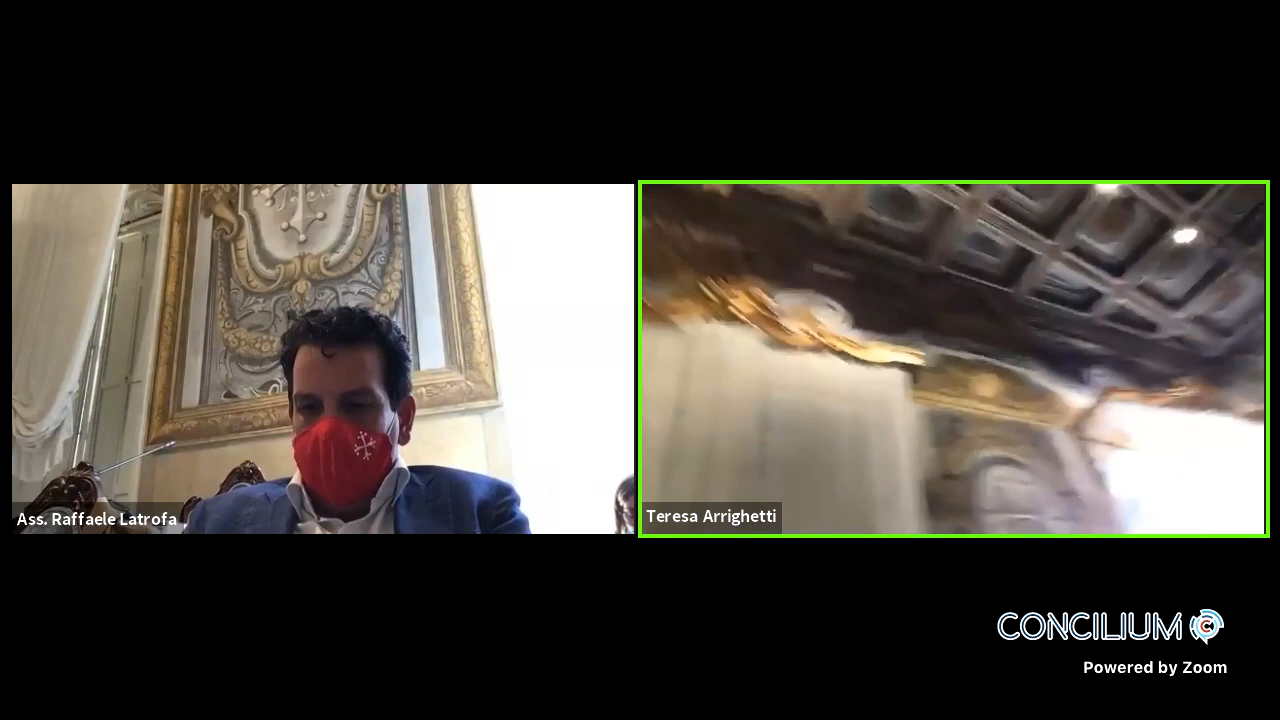 Ass. Raffaele Latrofa
Teresa Arrighetti
CONCILIUM
Powered by Zoom